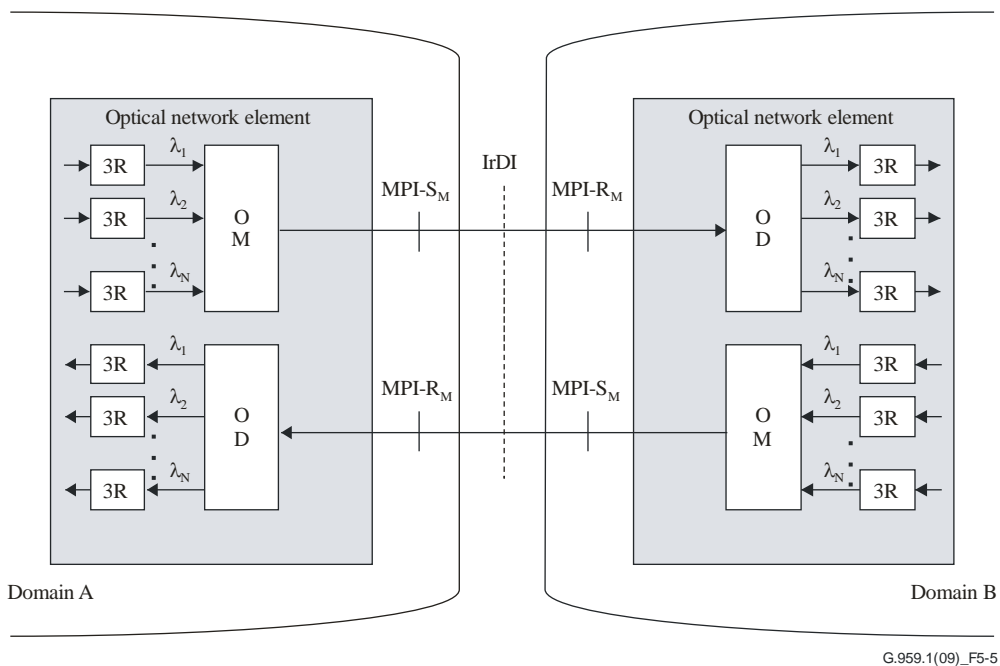 Optical network element
3R
λ1
3R
λ2
3R
λN
O
M
3R
λ1
3R
λ2
3R
λN
O
D
MPI-SM
IrDI
MPI-RM
MPI-RM
MPI-SM
Optical network element
O
D
λ1
3R
λ2
3R
λN
3R
O
M
λ1
3R
λ2
3R
λN
3R
Domain A
Domain B
G.959.1(09)_F5-5